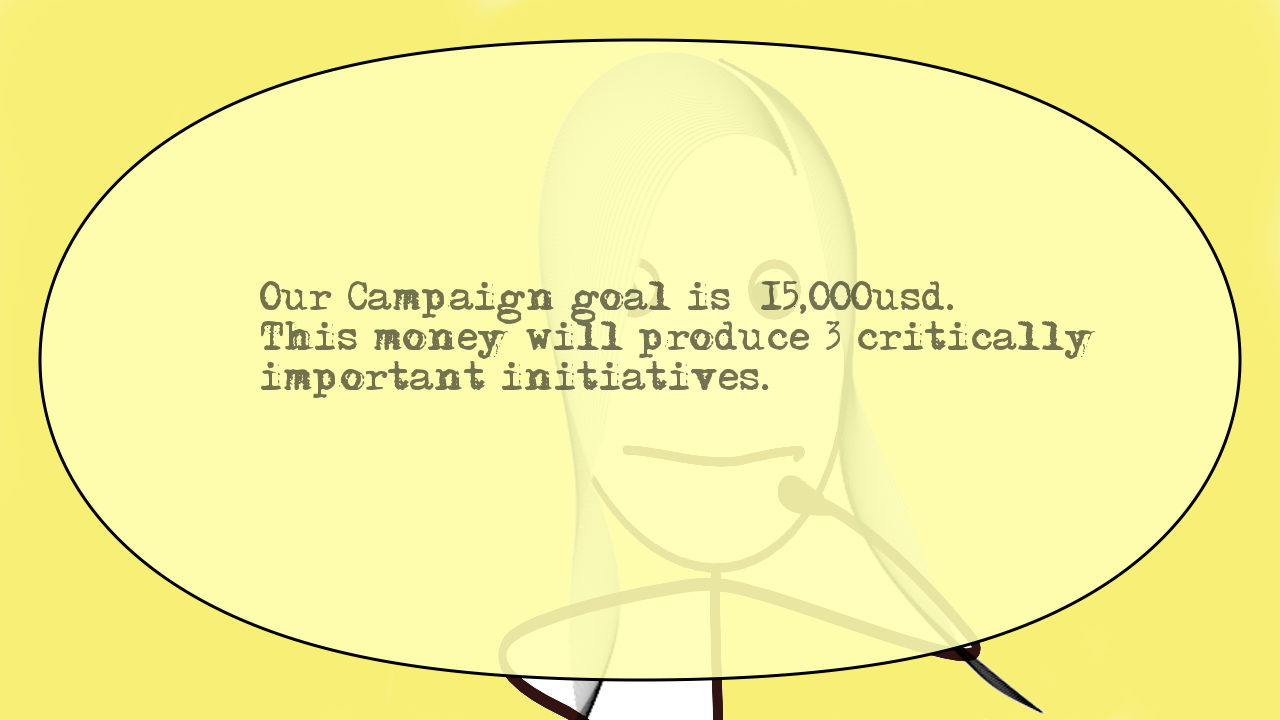 Our Campaign goal is 15,000usd.
This money will produce 3 critically
important initiatives.